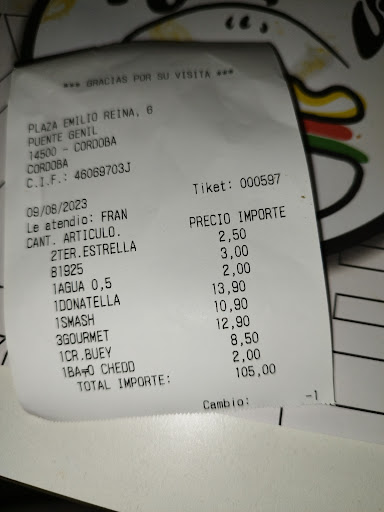 *** GRACIAS POR SU VISITA ***
PLAZA EMILIO REINA, 6
PUENTE GENIL
14500 - CORDOBA
CORDOBA
C.I.F.: 46069703J
Tiket: 000597
09/08/2023
Le atendio: FRAN
CANT. ARTICULO. PRECIO IMPORTE
2TER.ESTRELLA 2,50
81925 3,00
1AGUA 0,5 2,00
1DONATELLA 13,90
1SMASH 10,90
3GOURMET 12,90
1CR.BUEY 8,50
1BA¬O CHEDD 2,00
TOTAL IMPORTE: 105,00
Cambio: -1